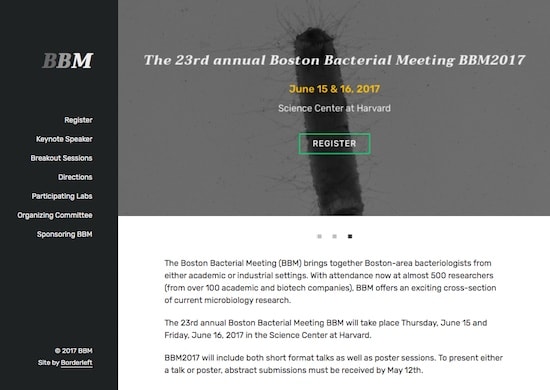 BBM
Register
Keynote Speaker
Breakout Sessions
Directions
Participating Labs
Organizing Committee
Sponsoring BBM
© 2017 BBM
Site by Borderleft
The 23rd annual Boston Bacterial Meeting BBM2017
June 15 & 16, 2017
Science Center at Harvard
REGISTER
The Boston Bacterial Meeting (BBM) brings together Boston-area bacteriologists from
either academic or industrial settings. With attendance now at almost 500 researchers
(from over 100 academic and biotech companies), BBM offers an exciting cross-section
of current microbiology research.
The 23rd annual Boston Bacterial Meeting BBM will take place Thursday, June 15 and
Friday, June 16, 2017 in the Science Center at Harvard.
BBM2017 will include both short format talks as well as poster sessions. To present either
a talk or poster, abstract submissions must be received by May 12th.